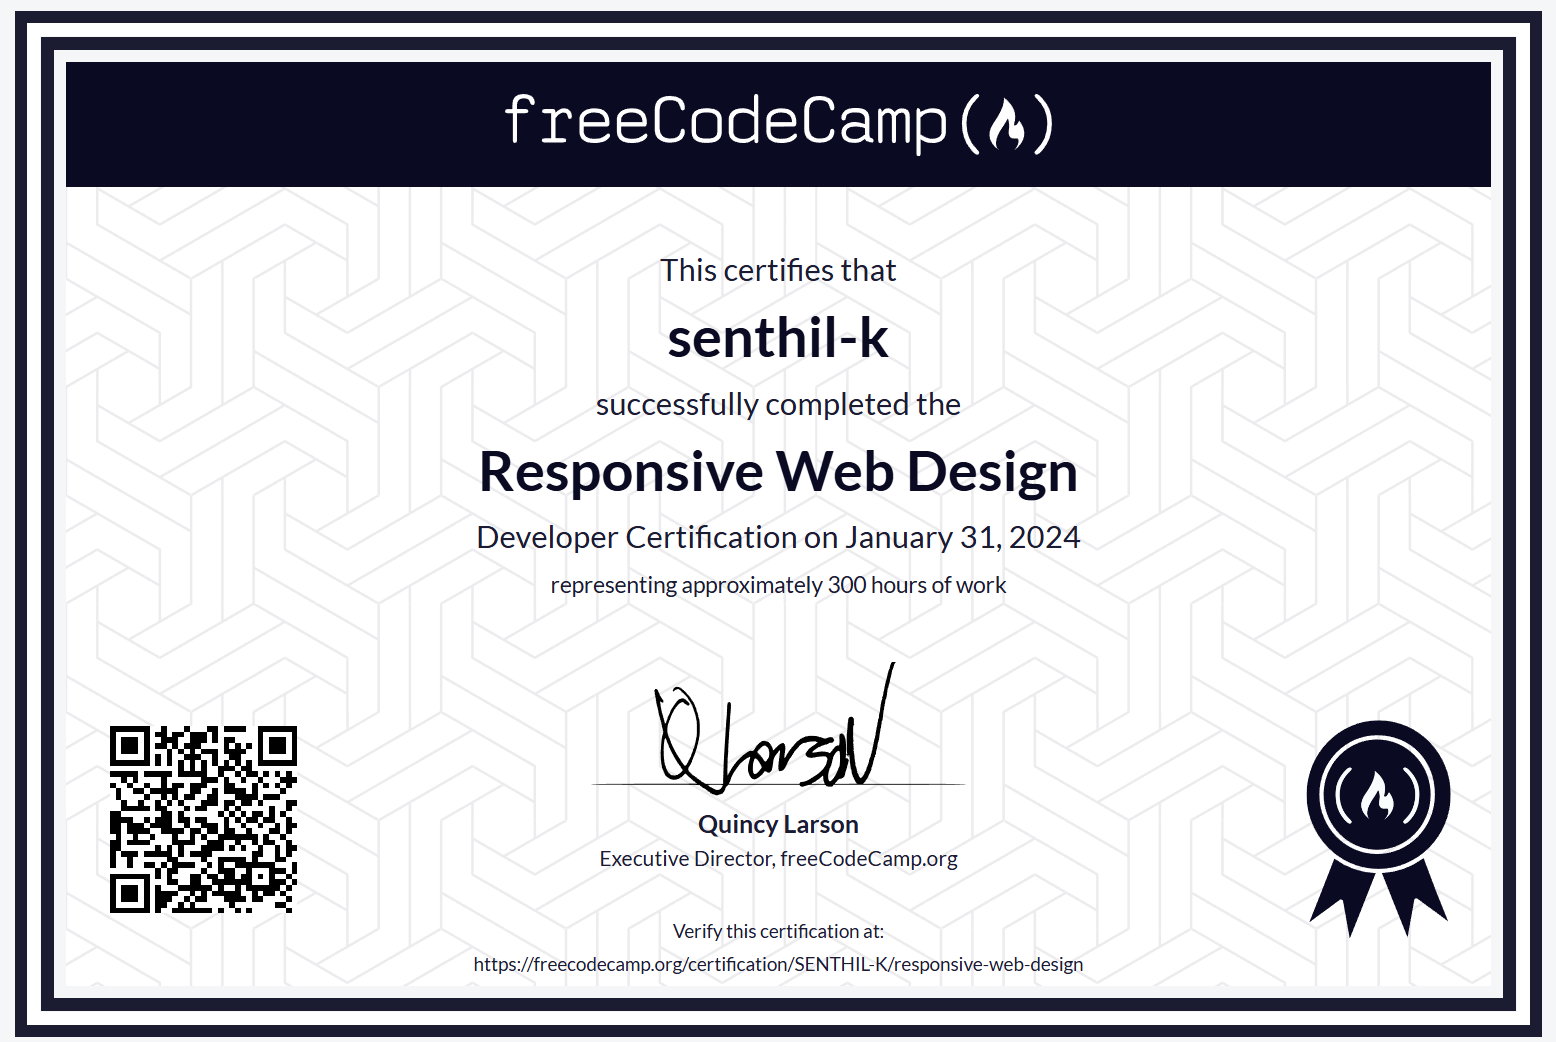 freeCodeCamp
This certifies that
senthil-k
successfully completed the
Responsive Web Design
Developer Certification on January 31, 2024
representing approximately 300 hours of work
Quincy Larson
Executive Director, freeCodeCamp.org
Verify this certification at:
https://freecodecamp.org/certification/SENTHIL-K/responsive-web-design